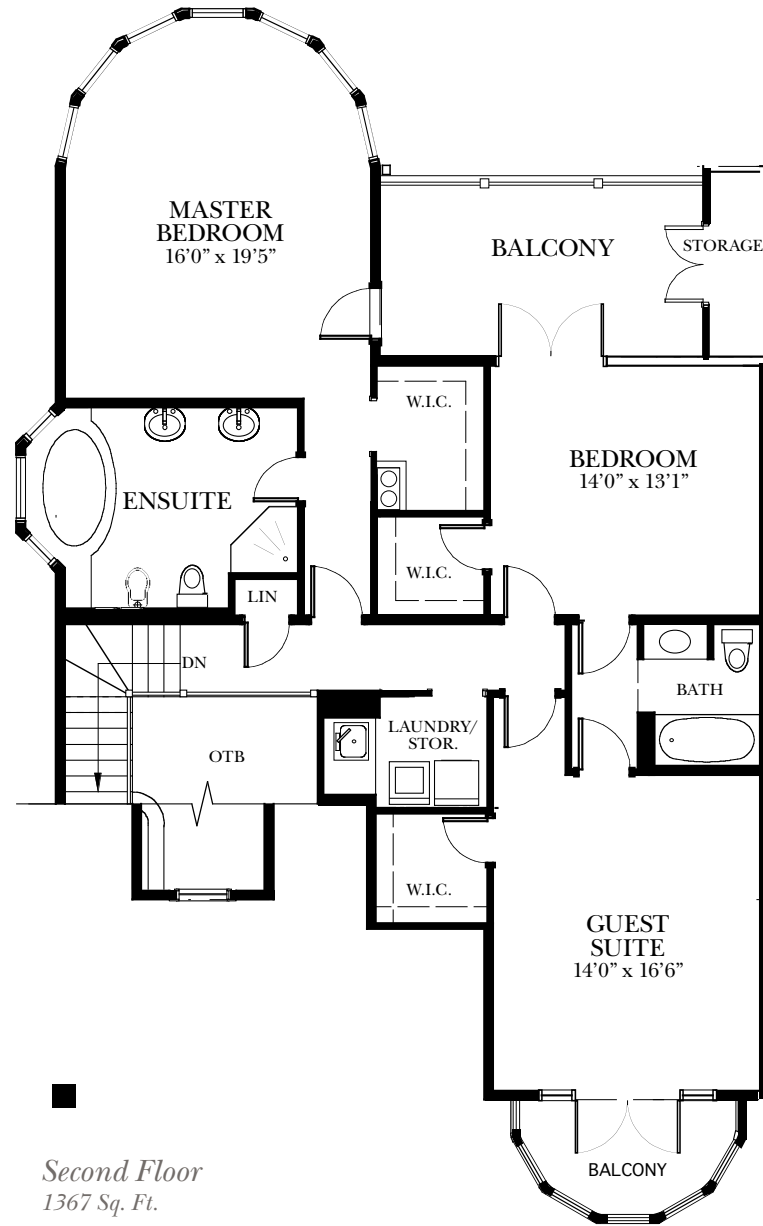 MASTER
BEDROOM
16'0" x 19'5"
BALCONY
STORAGE
W.I.C.
BEDROOM
14'0" x 13'1"
ENSUITE
W.I.C.
LIN
DN
BATH
LAUNDRY/
STOR.
OTB
W.I.C.
GUEST
SUITE
14'0" x 16'6"
BALCONY
Second Floor
1367 Sq. Ft.